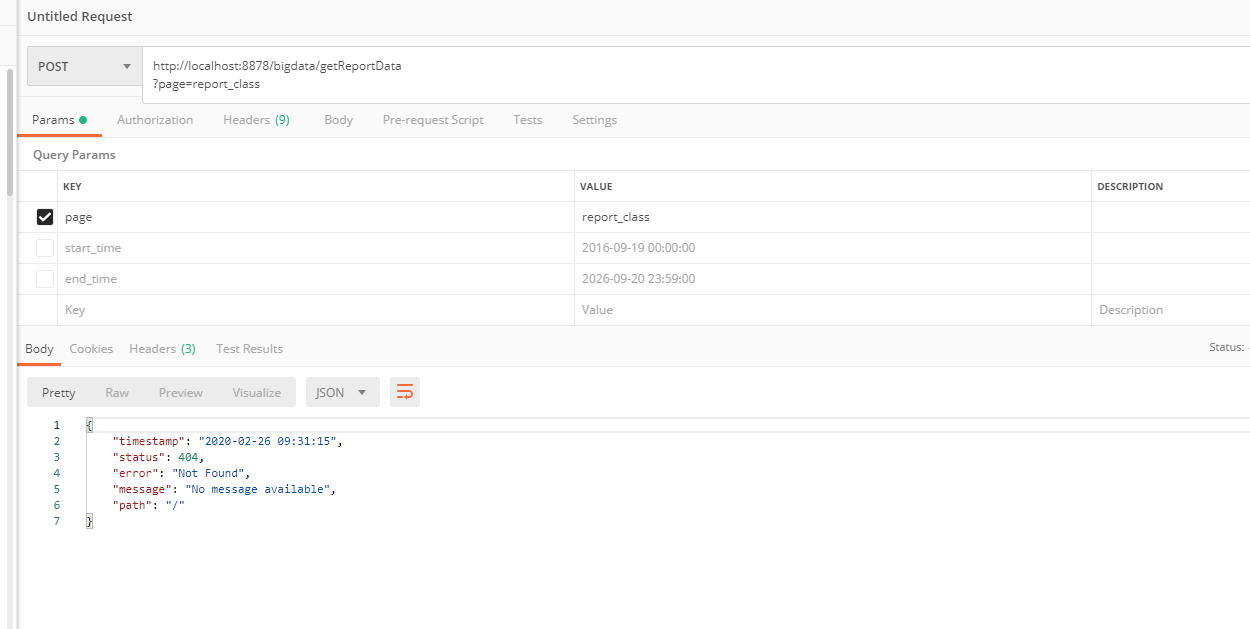 Untitled Request
POST
http://localhost:8878/bigdata/getReportData
?page=report_class
Params
Authorization
Headers (9)
Body
Pre-request Script
Tests
Settings
Query Params
KEY
VALUE
DESCRIPTION
page
report_class
start_time
2016-09-19 00:00:00
end_time
2026-09-20 23:59:00
Key
Value
Description
Body
Cookies
Headers (3)
Test Results
Status:
Pretty
Raw
Preview
Visualize
JSON
1 {
2 "timestamp": "2020-02-26 09:31:15",
3 "status": 404,
4 "error": "Not Found",
5 "message": "No message available",
6 "path": "/"
7 }